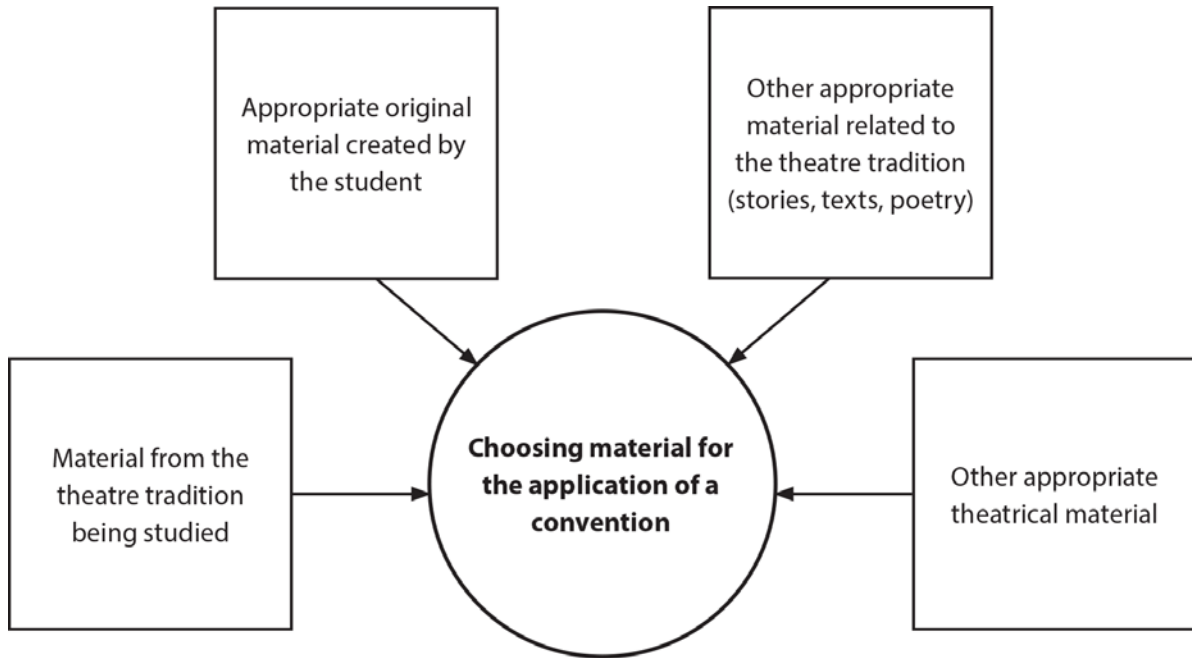 Appropriate original
material created by
the student
Other appropriate
material related to
the theatre tradition
(stories, texts, poetry)
Material from the
theatre tradition
being studied
Choosing material for
the application of a
convention
Other appropriate
theatrical material